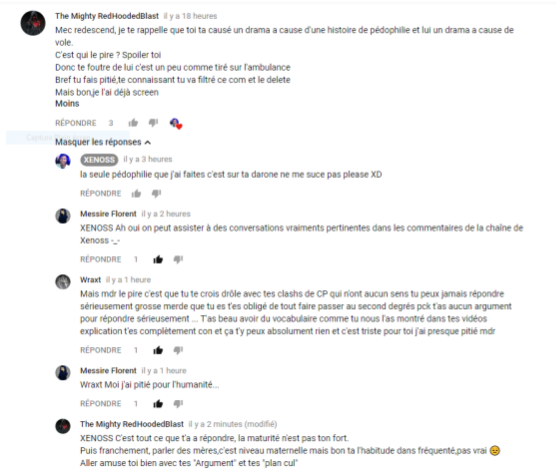 The Mighty RedHoodedBlast il y a 18 heures
Mec redescend, je te rappelle que toi ta causé un drama a cause d'une histoire de pédophilie et lui un drama a cause de
vole.
C'est qui le pire ? Spoiler toi
Donc te foutre de lui c'est un peu comme tiré sur l'ambulance
Bref tu fais pitié,te connaissant tu va filtré ce com et le delete
Mais bon,je l'ai déjà screen
Moins
RÉPONDRE 3
Masquer les réponses
XENOSS il y a 3 heures
la seule pédophilie que j'ai faites c'est sur ta darone ne me suce pas please XD
RÉPONDRE
Messire Florent il y a 2 heures
XENOSS Ah oui on peut assister à des conversations vraiments pertinentes dans les commentaires de la chaîne de
Xenoss -_-
RÉPONDRE 1
Wraxt il y a 1 heure
Mais mdr le pire c'est que tu te crois drôle avec tes clashs de CP qui n'ont aucun sens tu peux jamais répondre
sérieusement grosse merde que tu es t'es obligé de tout faire passer au second degrés pck t'as aucun argument
pour répondre sérieusement ... T'as beau avoir du vocabulaire comme tu nous l'as montré dans tes vidéos
explication t'es complètement con et ça t'y peux absolument rien et c'est triste pour toi j'ai presque pitié mdr
RÉPONDRE 1
Messire Florent il y a 1 heure
Wraxt Moi j'ai pitié pour l'humanité...
RÉPONDRE 1
The Mighty RedHoodedBlast il y a 2 minutes (modifié)
XENOSS C'est tout ce que t'a a répondre, la maturité n'est pas ton fort.
Puis franchement, parler des mères,c'est niveau maternelle mais bon ta l'habitude dans fréquenté,pas vrai
Aller amuse toi bien avec tes "Argument" et tes "plan cul"